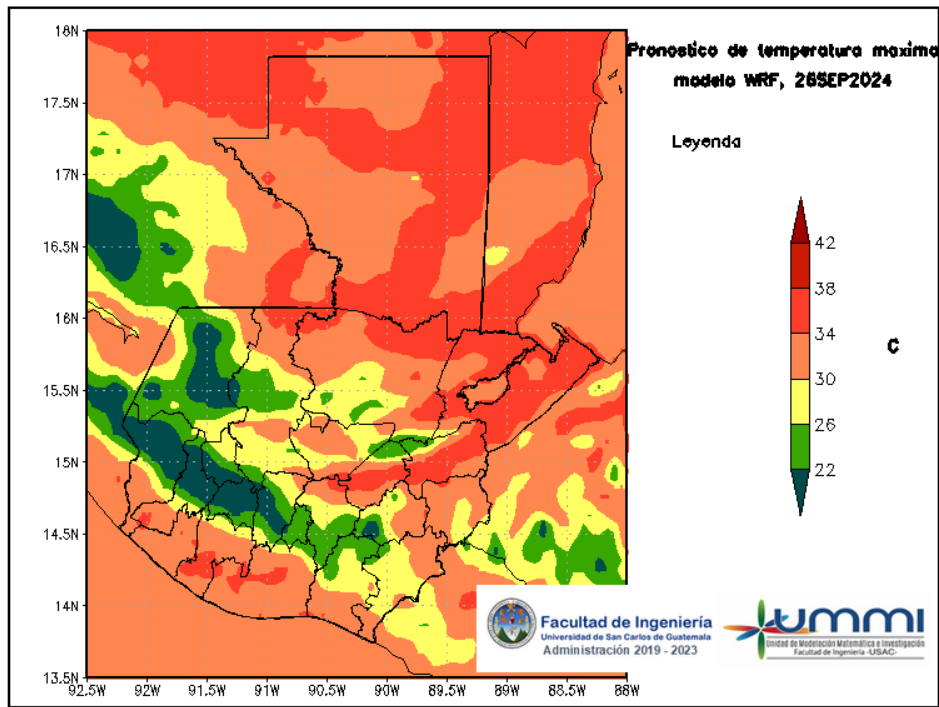 Pronostico de temperatura maxima
modelo WRF, 26SEP2024
Leyenda
42
38
34
30
26
22
C
18N
17.5N
17N
16.5N
16N
15.5N
15N
14.5N
14N
13.5N
92.5W
92W
91.5W
91W
90.5W
90W
89.5W
89W
88.5W
88W
Facultad de Ingeniería
Universidad de San Carlos de Guatemala
Administración 2019 - 2023
ummi
Unidad de Modelación Matemática e Investigación
Facultad de Ingeniería -USAC-